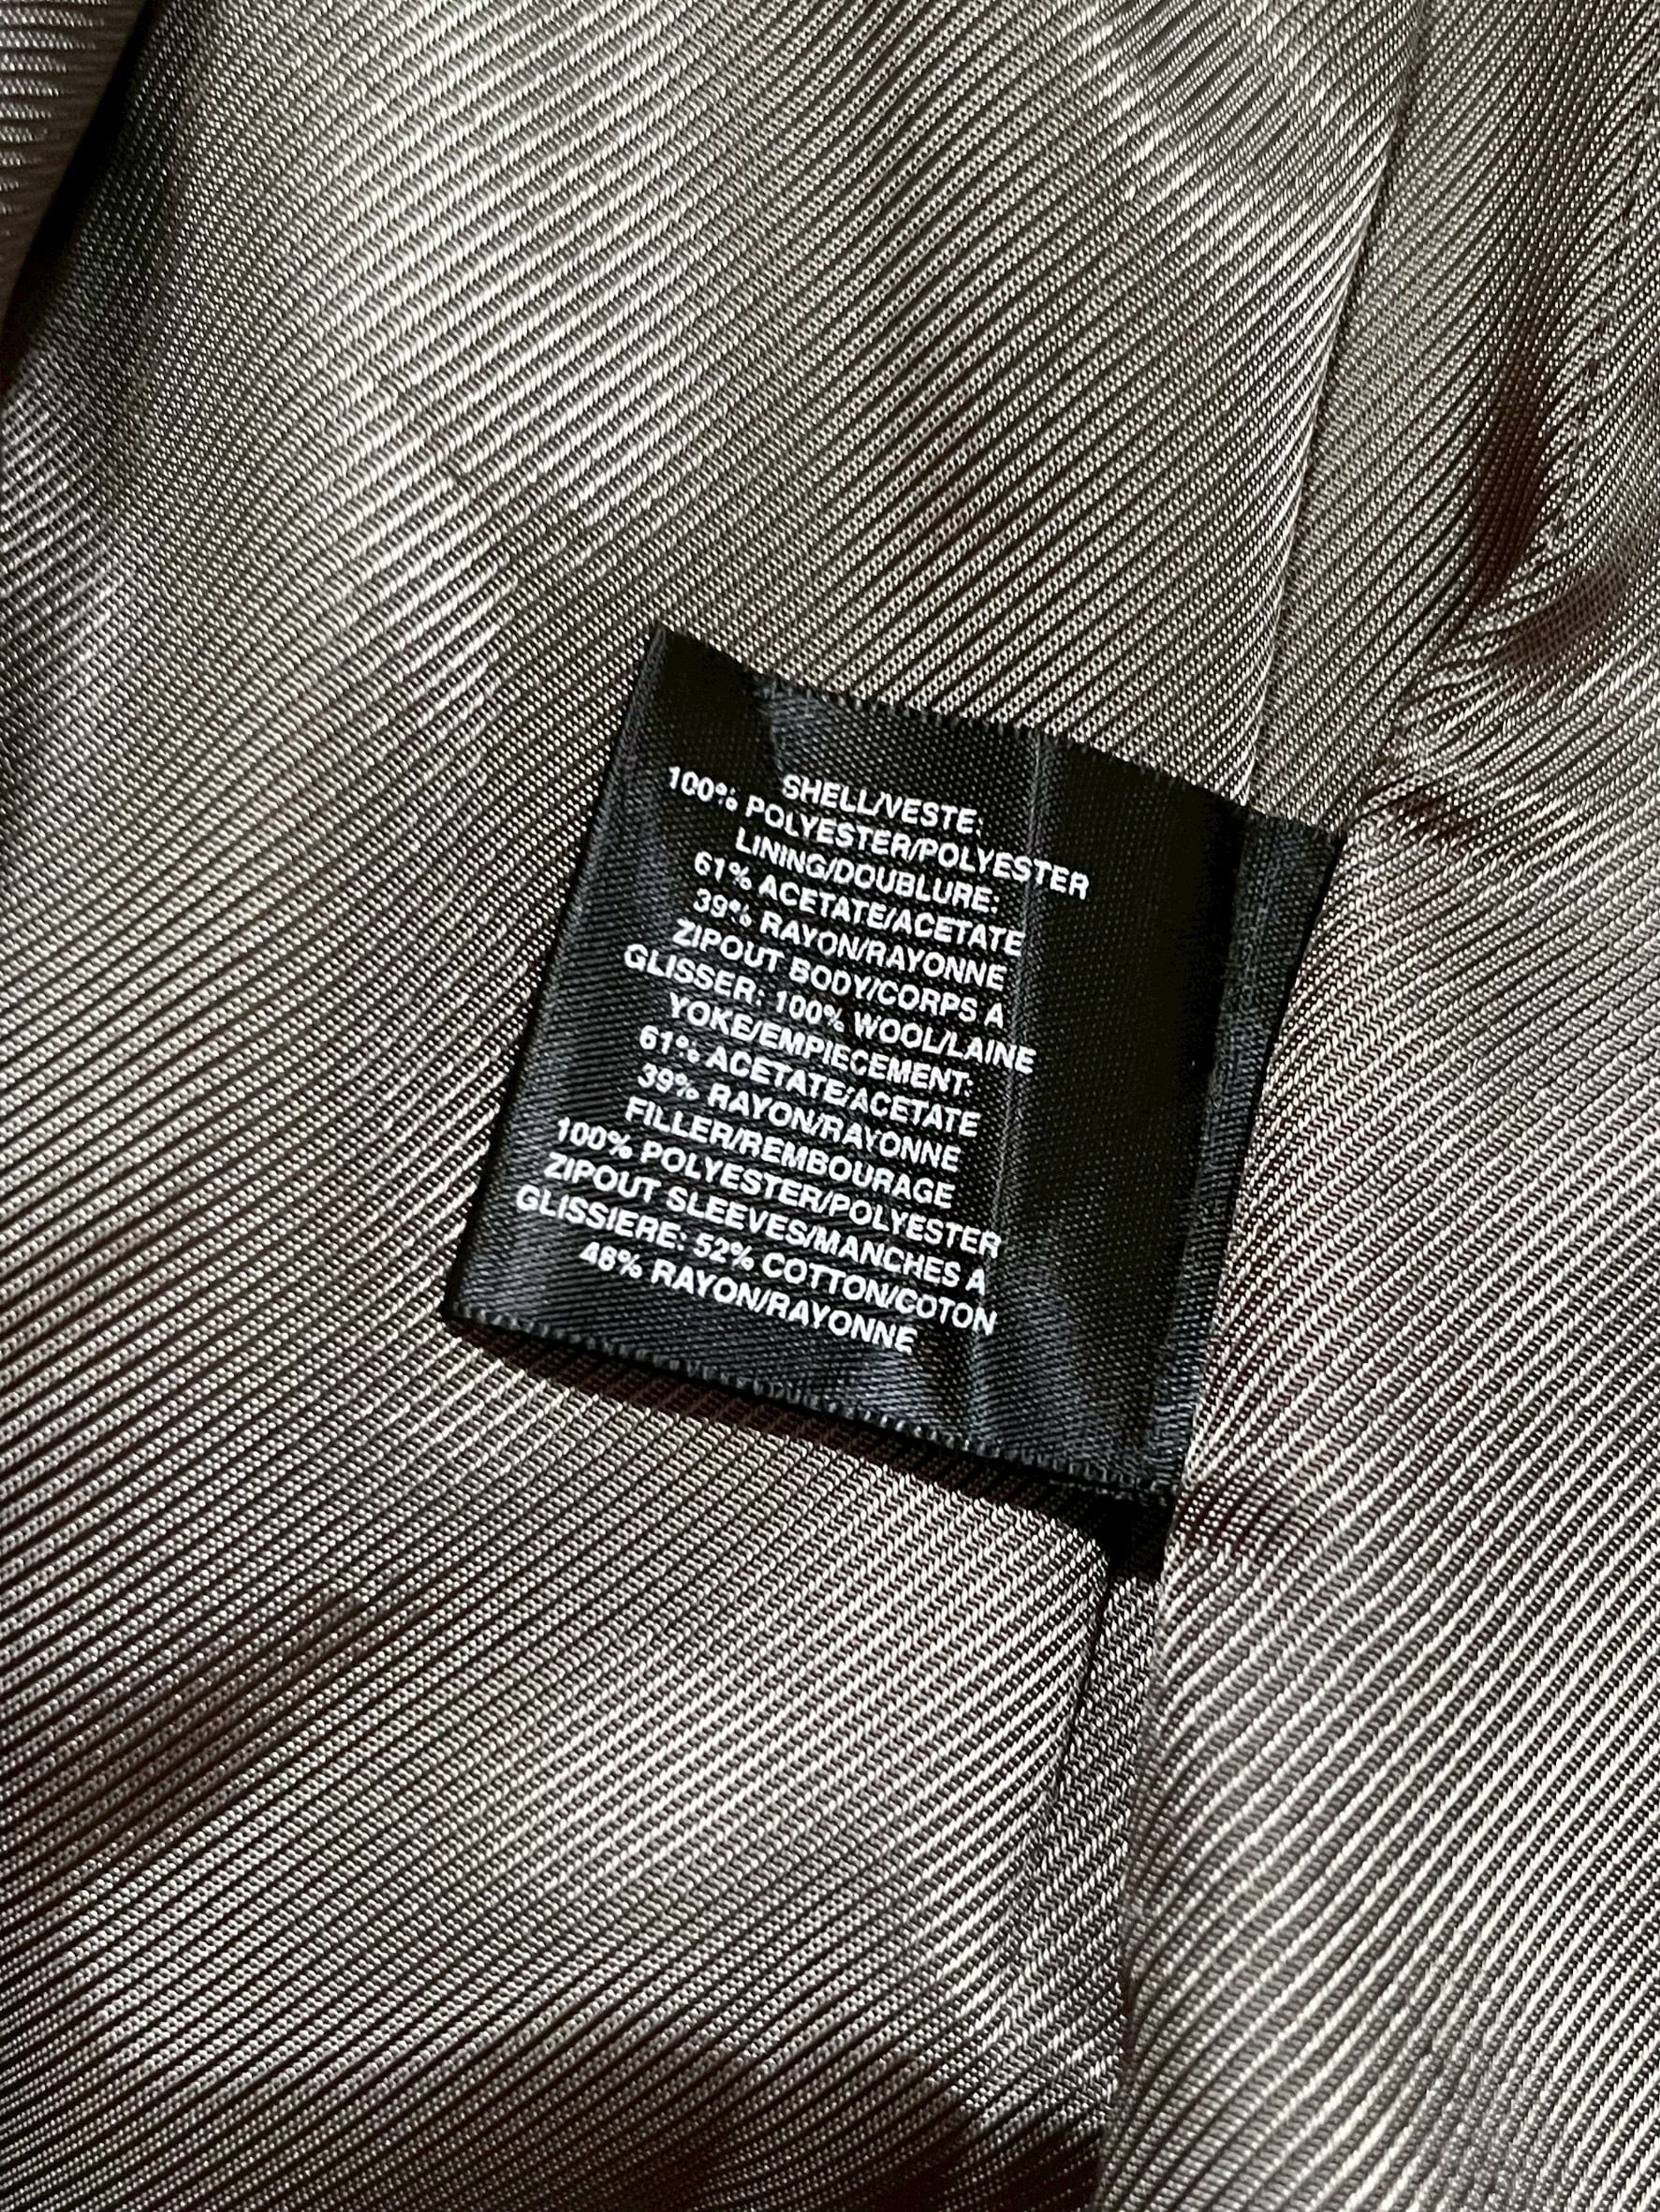 SHELL/VESTE:
100% POLYESTER/POLYESTER
LINING/DOUBLURE:
61% ACETATE/ACETATE
39% RAYON/RAYONNE
ZIPOUT BODY/CORPS A
GLISSER: 100% WOOL/LAINE
YOKE/EMPIECEMENT:
61% ACETATE/ACETATE
39% RAYON/RAYONNE
FILLER/REMBOURAGE
100% POLYESTER/POLYESTER
ZIPOUT SLEEVES/MANCHES A
GLISSIERE: 52% COTTON/COTON
48% RAYON/RAYONNE